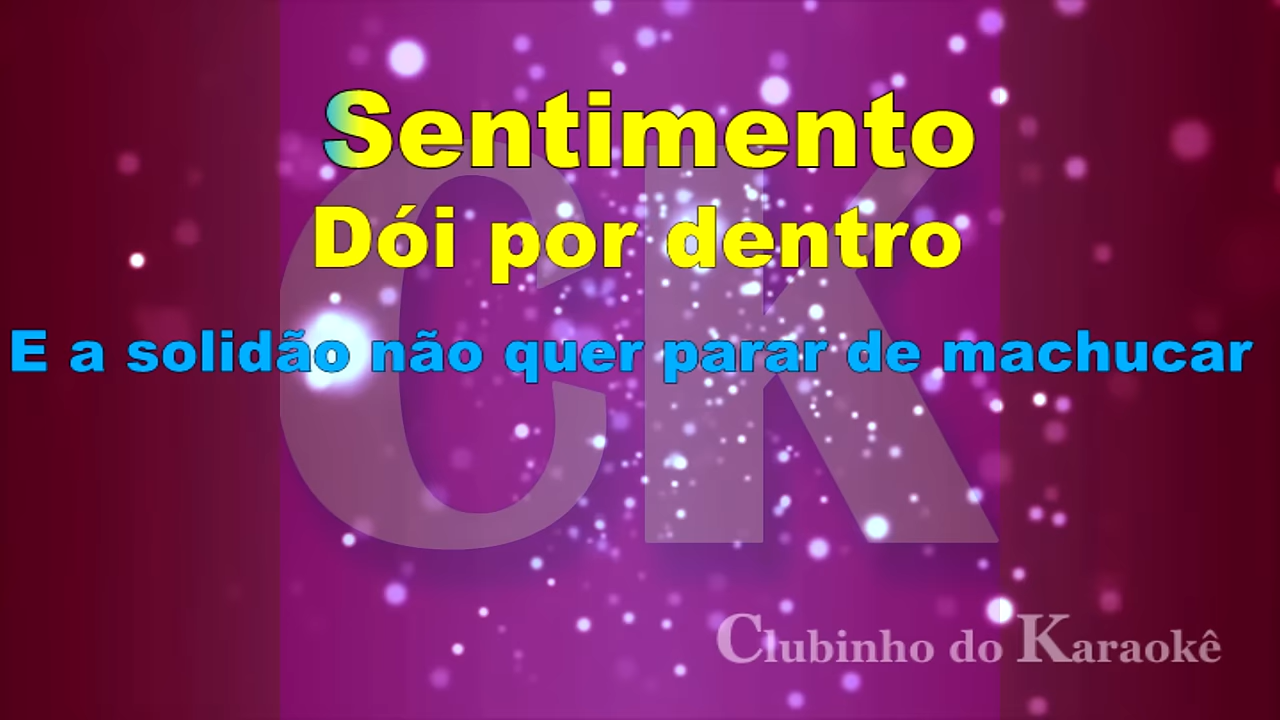 Sentimento
Dói por dentro
E a solidão não quer parar de machucar
CK
Clubinho do Karaokê